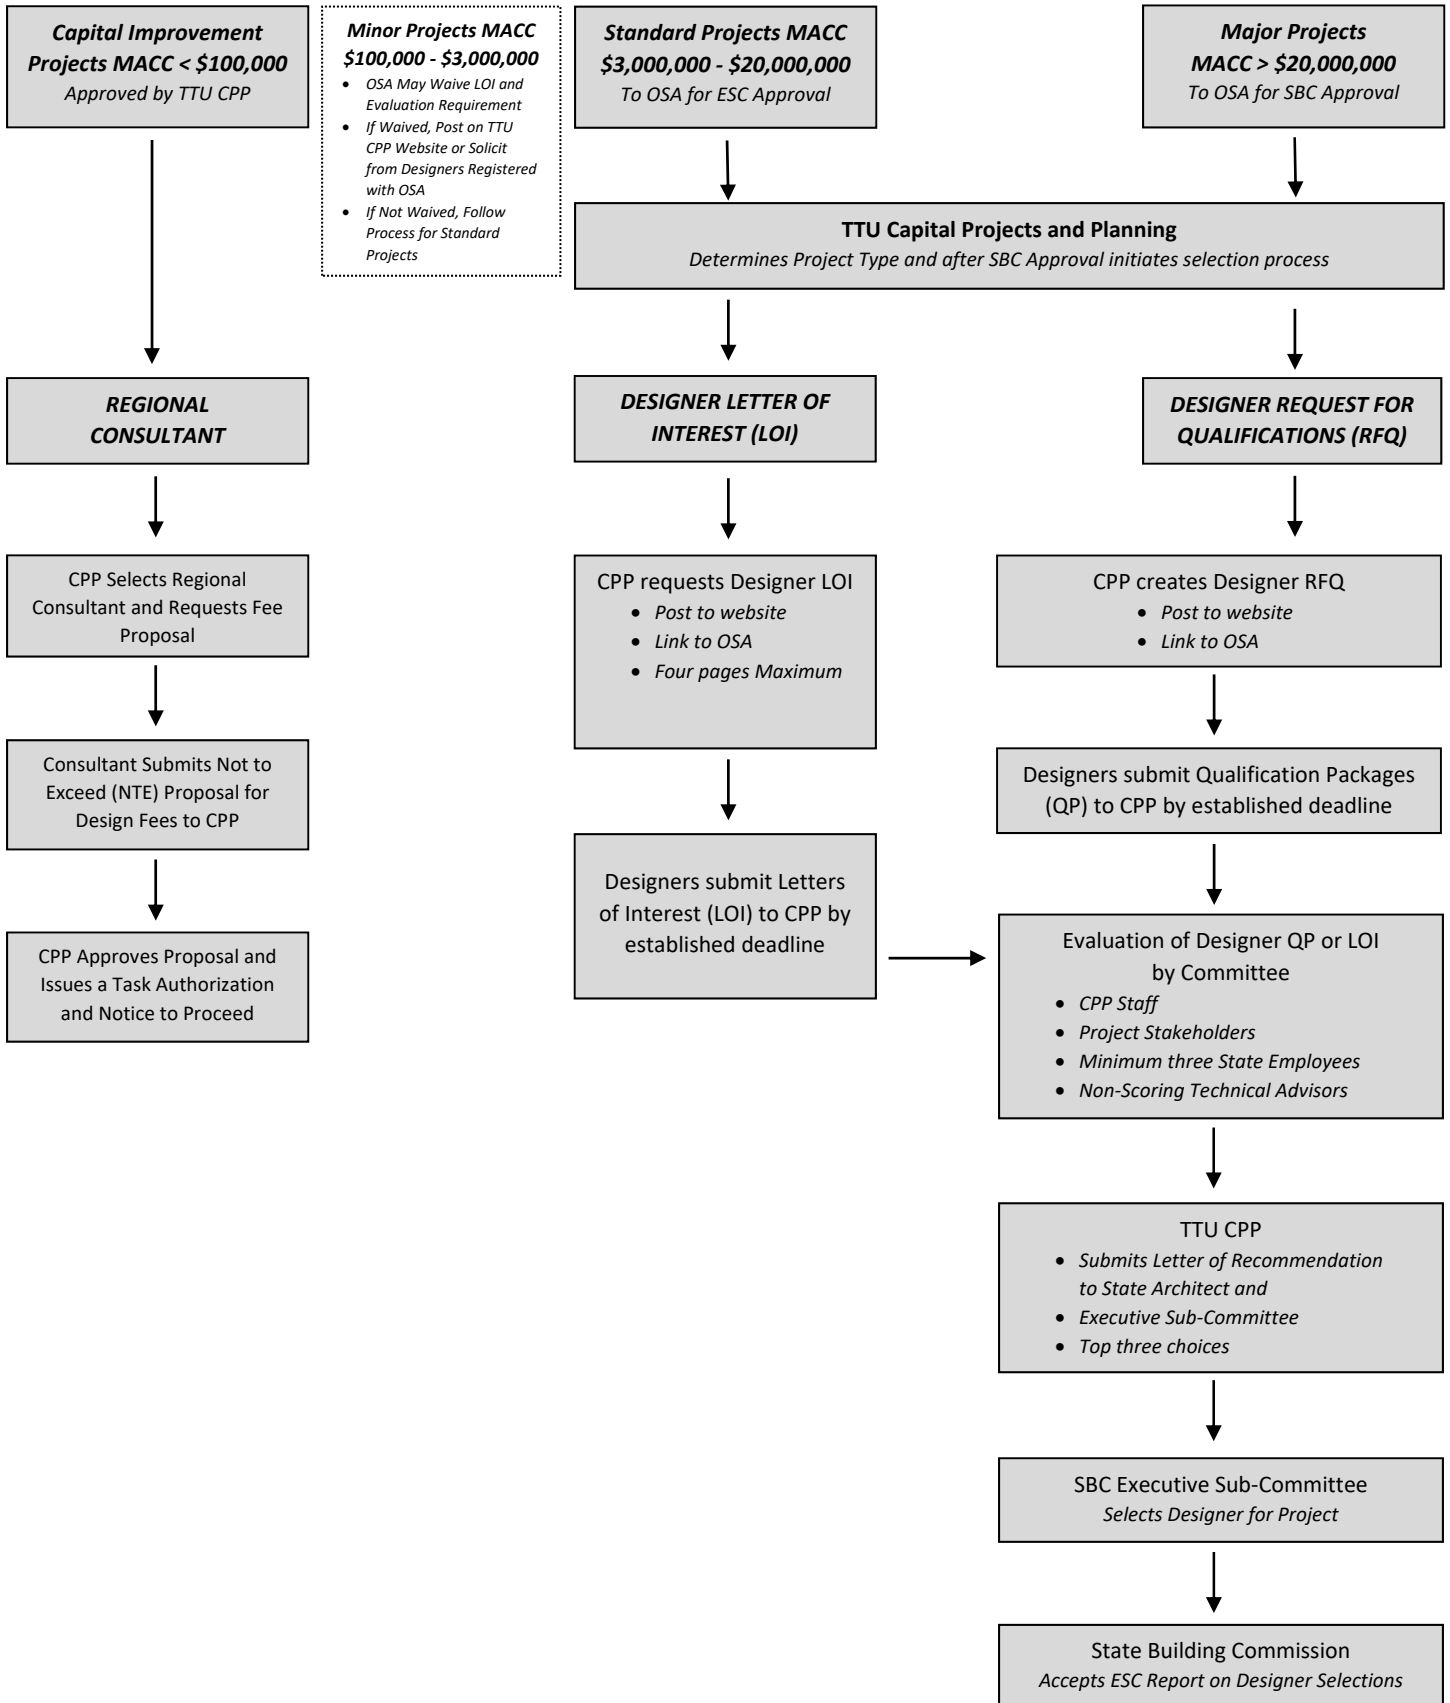 Capital Improvement
Projects MACC < $100,000
Approved by TTU CPP
Minor Projects MACC
$100,000 - $3,000,000
• OSA May Waive LOI and
Evaluation Requirement
• If Waived, Post on TTU
CPP Website or Solicit
from Designers Registered
with OSA
• If Not Waived, Follow
Process for Standard
Projects
Standard Projects MACC
$3,000,000 - $20,000,000
To OSA for ESC Approval
Major Projects
MACC > $20,000,000
To OSA for SBC Approval
TTU Capital Projects and Planning
Determines Project Type and after SBC Approval initiates selection process
REGIONAL
CONSULTANT
DESIGNER LETTER OF
INTEREST (LOI)
DESIGNER REQUEST FOR
QUALIFICATIONS (RFQ)
CPP Selects Regional
Consultant and Requests Fee
Proposal
CPP requests Designer LOI
• Post to website
• Link to OSA
• Four pages Maximum
CPP creates Designer RFQ
• Post to website
• Link to OSA
Consultant Submits Not to
Exceed (NTE) Proposal for
Design Fees to CPP
Designers submit Qualification Packages
(QP) to CPP by established deadline
Designers submit Letters
of Interest (LOI) to CPP by
established deadline
CPP Approves Proposal and
Issues a Task Authorization
and Notice to Proceed
Evaluation of Designer QP or LOI
by Committee
• CPP Staff
• Project Stakeholders
• Minimum three State Employees
• Non-Scoring Technical Advisors
TTU CPP
• Submits Letter of Recommendation
to State Architect and
• Executive Sub-Committee
• Top three choices
SBC Executive Sub-Committee
Selects Designer for Project
State Building Commission
Accepts ESC Report on Designer Selections